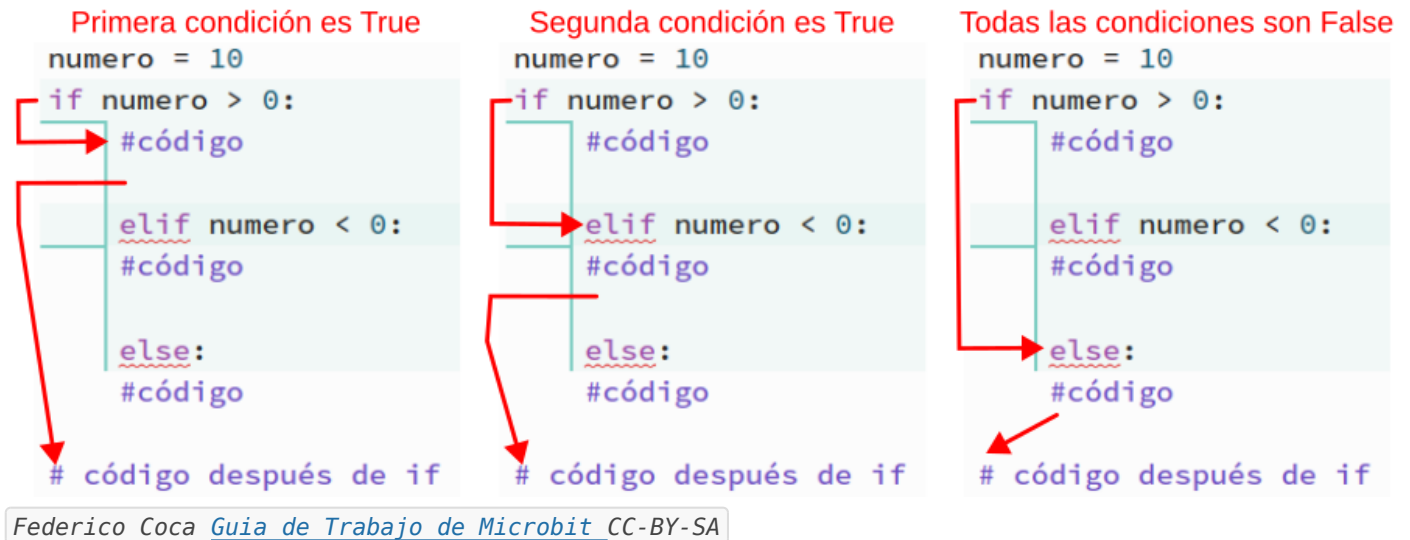 Primera condición es True
numero = 10
if numero > 0:
#código
elif numero < 0:
#código
else:
#código
# código después de if
Segunda condición es True
numero = 10
if numero > 0:
#código
elif numero < 0:
#código
else:
#código
# código después de if
Todas las condiciones son False
numero = 10
if numero > 0:
#código
elif numero < 0:
#código
else:
#código
# código después de if
Federico Coca Guia de Trabajo de Microbit CC-BY-SA